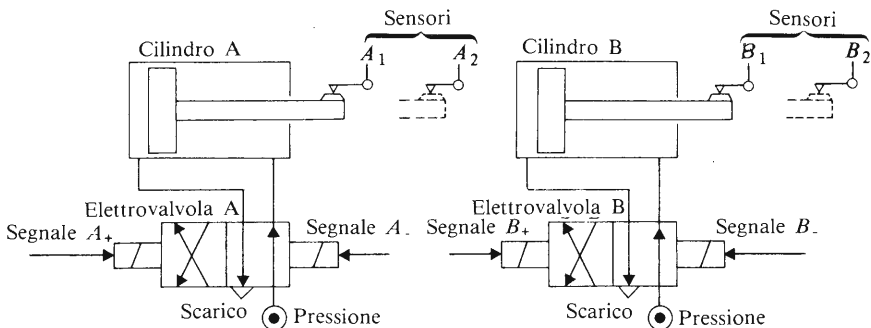 Sensori
Cilindro A
A1
A2
Elettrovalvola A
Segnale A+
Segnale A-
Scarico
Pressione
Sensori
Cilindro B
B1
B2
Elettrovalvola B
Segnale B+
Segnale B-
Scarico
Pressione